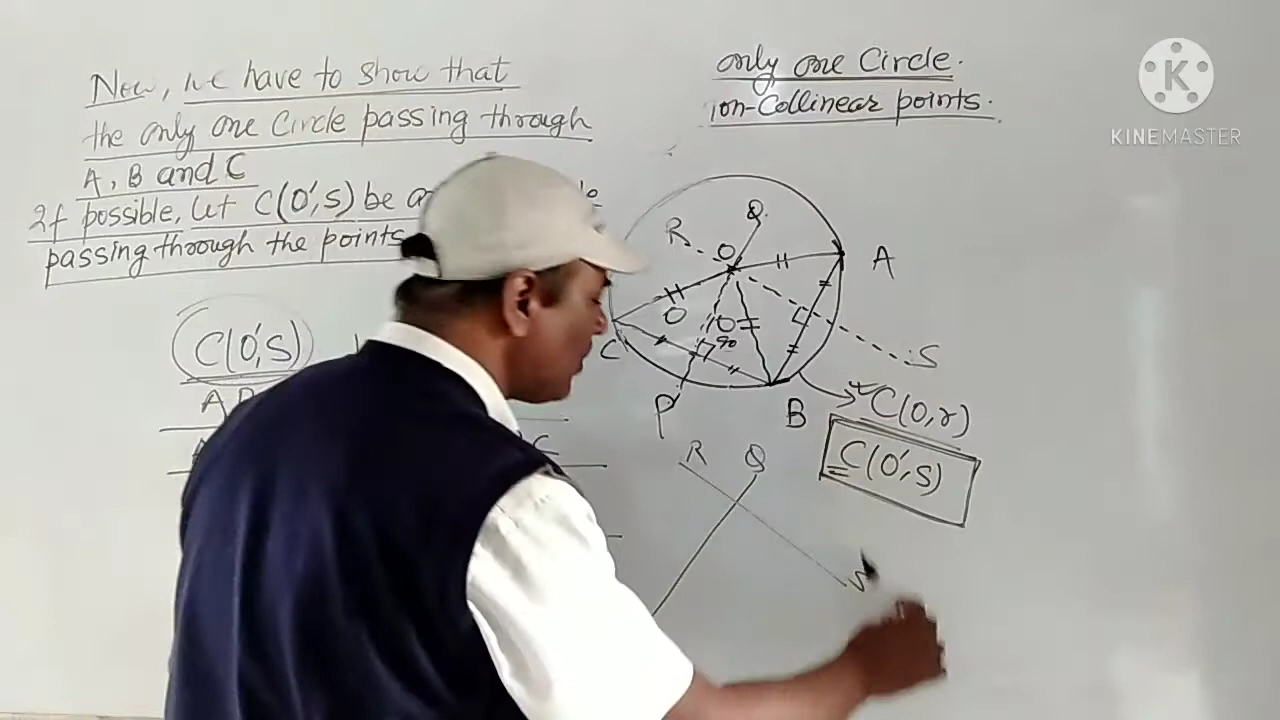 Now, we have to show that
the only one Circle passing through
A, B and C
If possible, let C(O',S) be
passing through the points
C(O',S)
only one Circle.
non-Collinear points.
K
KINEMASTER
Q
R
O
A
O
90
C
S
P
B
C(O,r)
C(O',S)
R Q